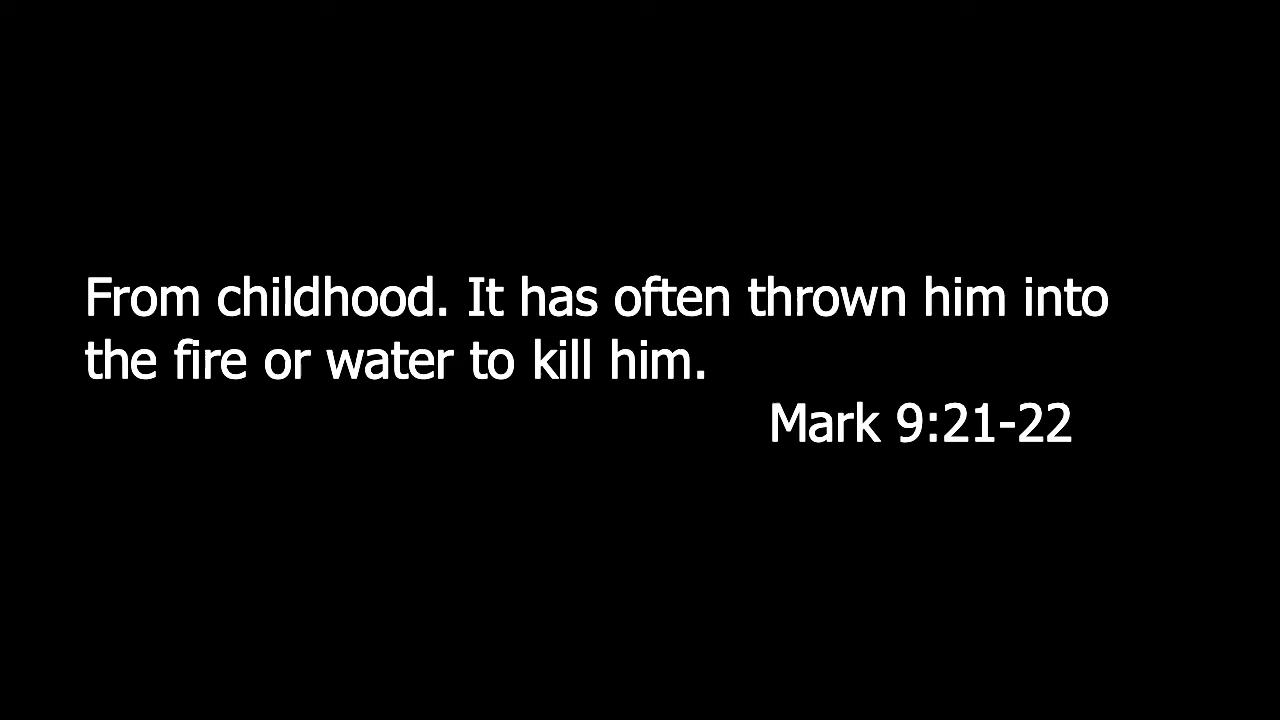 From childhood. It has often thrown him into
the fire or water to kill him.
Mark 9:21-22